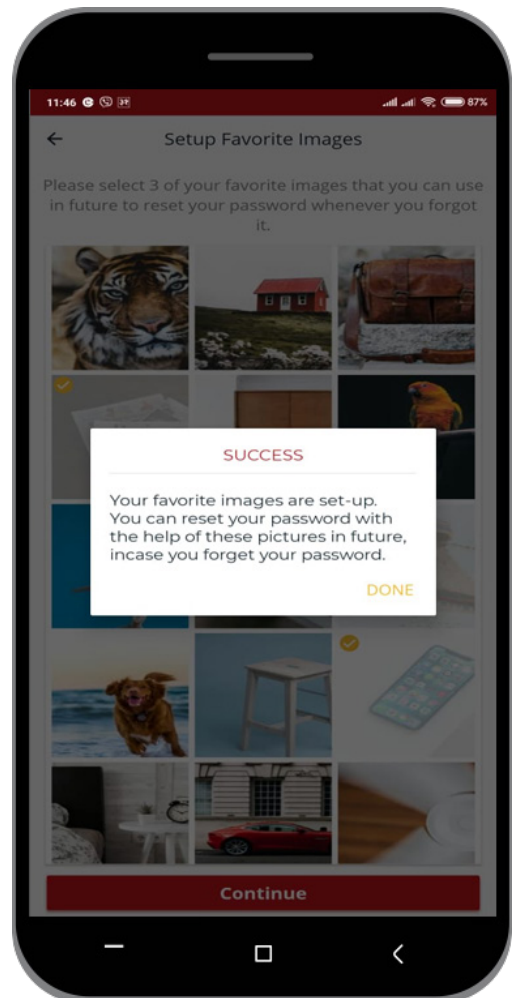 11:46
87%
Setup Favorite Images
Please select 3 of your favorite images that you can use
in future to reset your password whenever you forgot
it.
SUCCESS
Your favorite images are set-up.
You can reset your password with
the help of these pictures in future,
incase you forget your password.
DONE
Continue